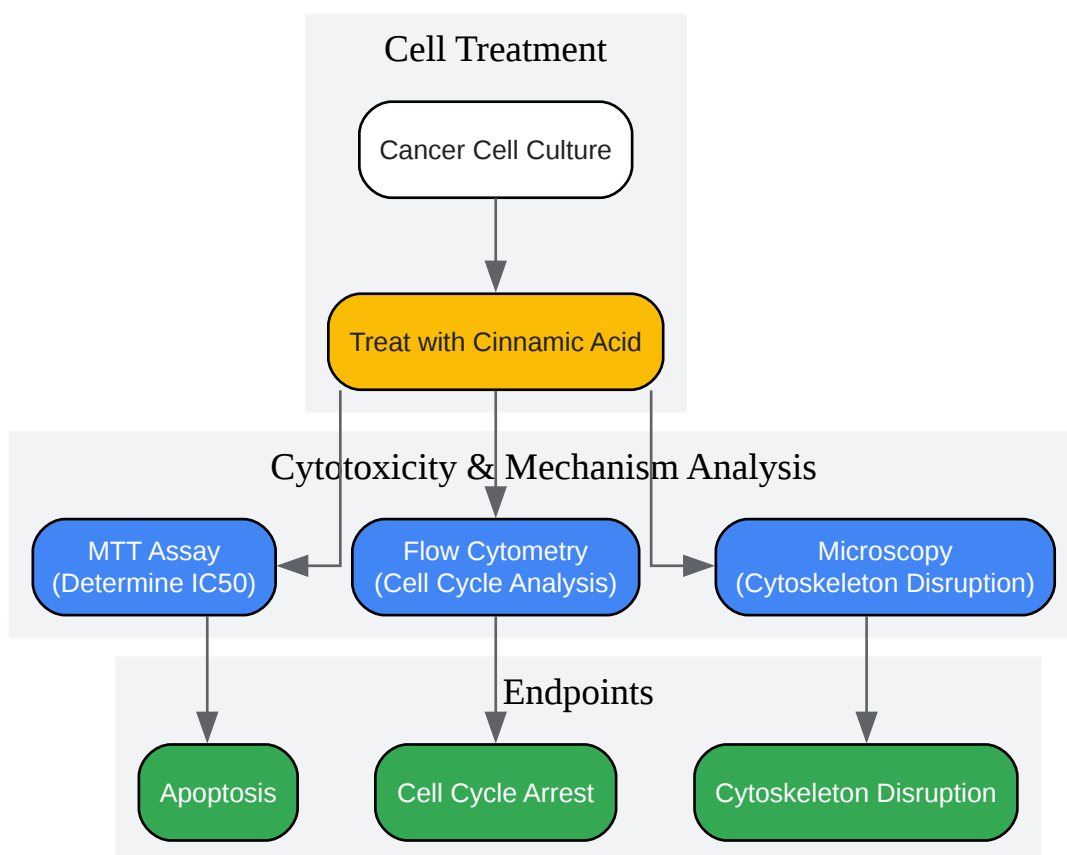 Cell Treatment
Cancer Cell Culture
Treat with Cinnamic Acid
Cytotoxicity & Mechanism Analysis
MTT Assay
(Determine IC50)
Flow Cytometry
(Cell Cycle Analysis)
Microscopy
(Cytoskeleton Disruption)
Endpoints
Apoptosis
Cell Cycle Arrest
Cytoskeleton Disruption